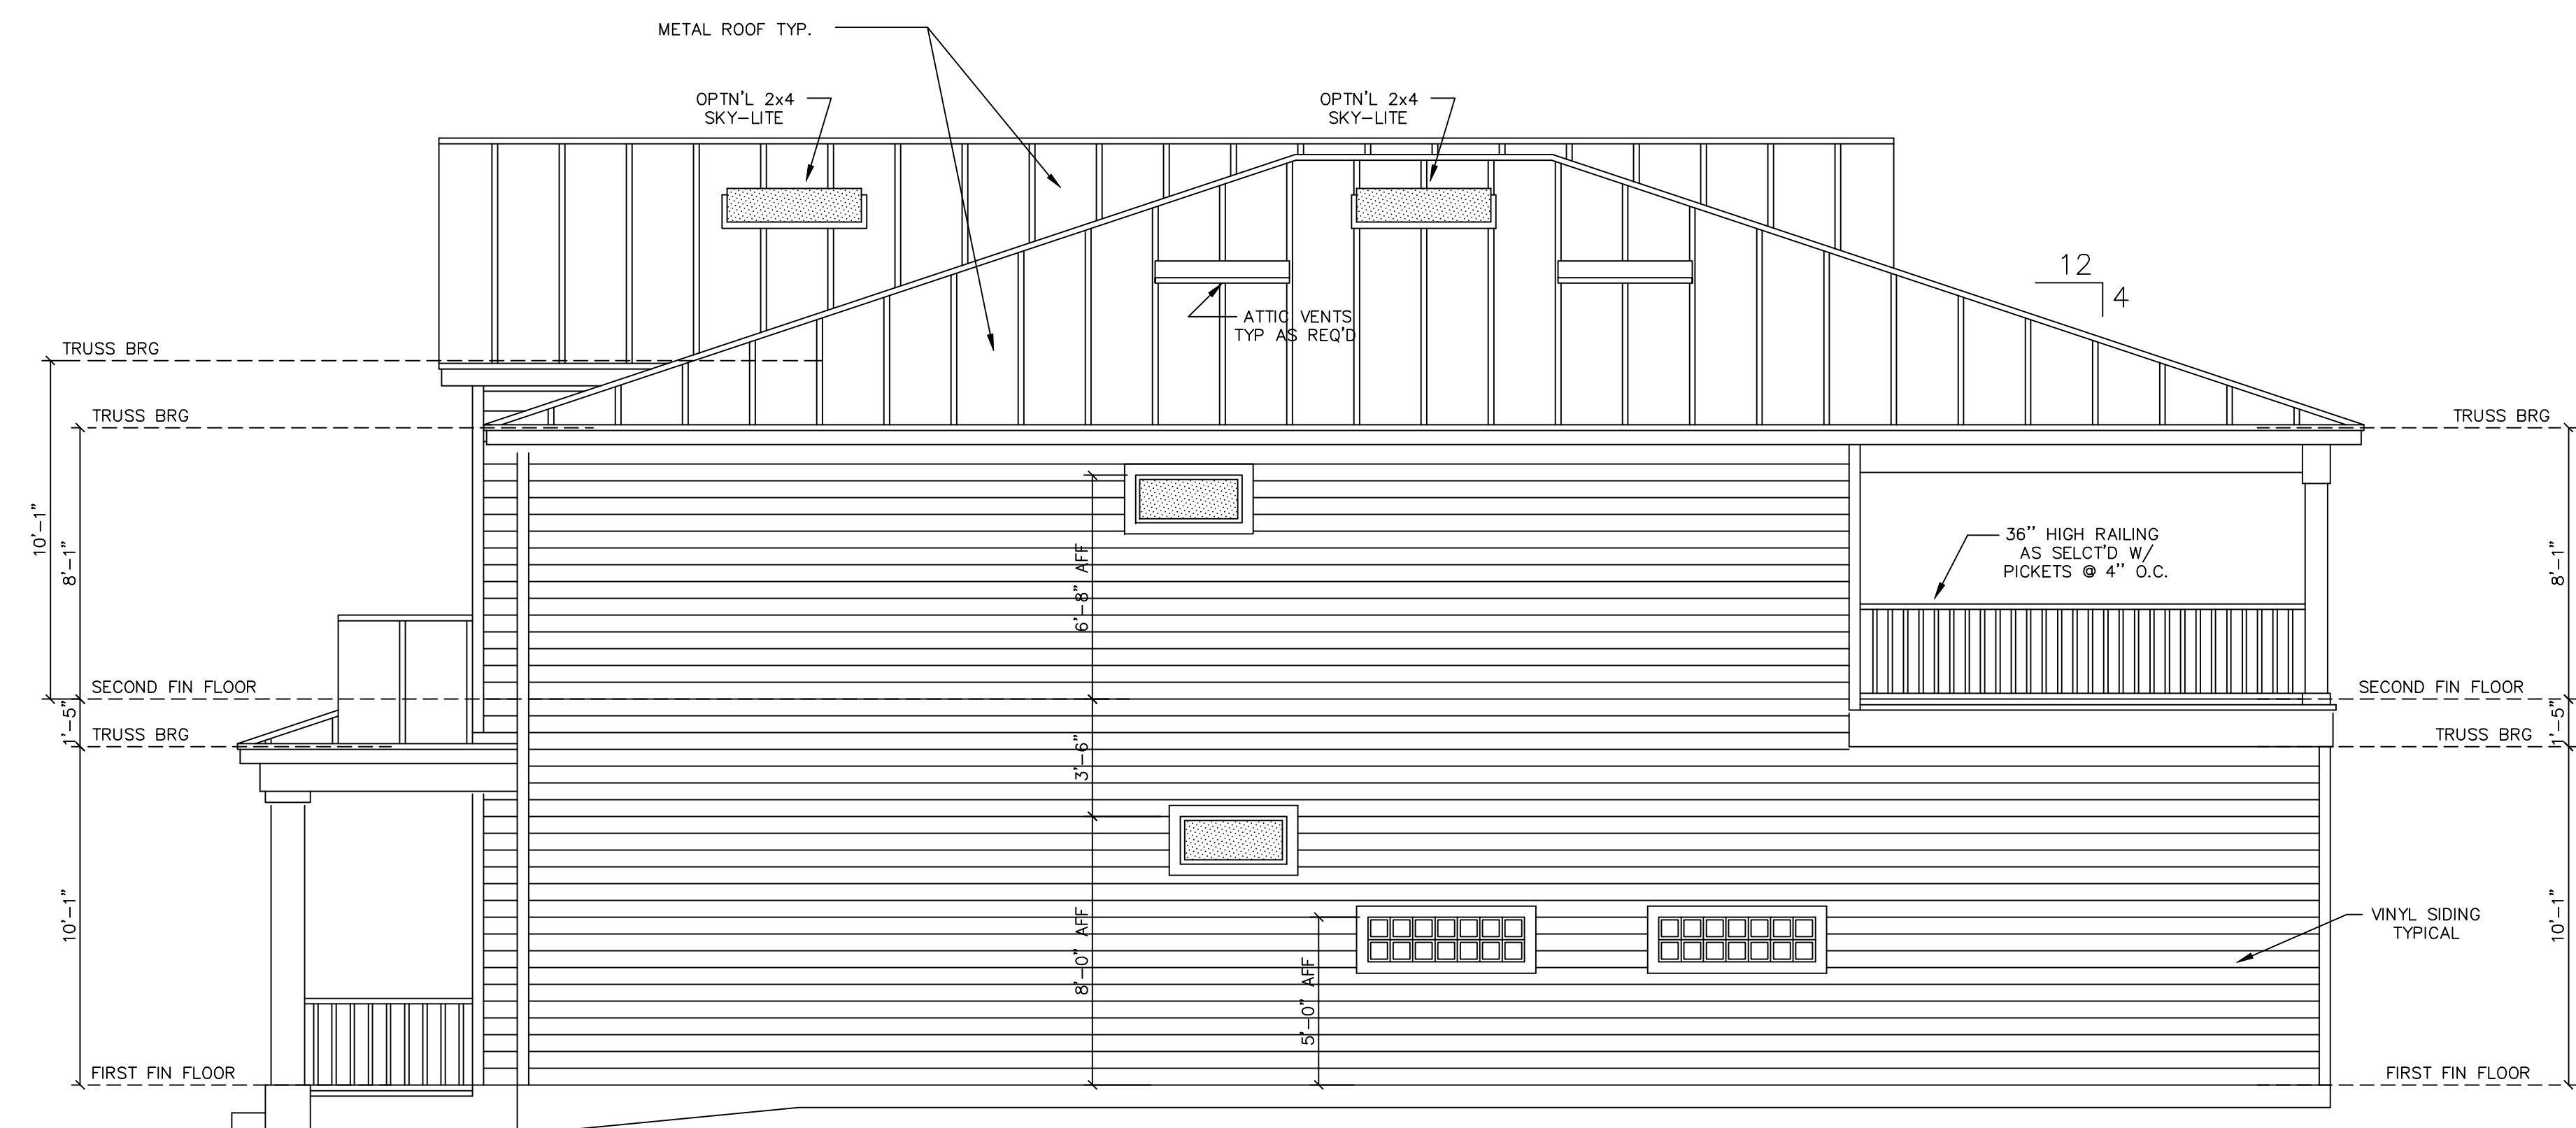 METAL ROOF TYP.
OPTN'L 2x4
SKY-LITE
OPTN'L 2x4
SKY-LITE
12
4
ATTIC VENTS
TYP AS REQ'D
TRUSS BRG
TRUSS BRG
TRUSS BRG
10'-1"
8'-1"
6'-8" AFF
36'' HIGH RAILING
AS SELCT'D W/
PICKETS @ 4'' O.C.
8'-1"
SECOND FIN FLOOR
SECOND FIN FLOOR
1'-5"
1'-5"
TRUSS BRG
TRUSS BRG
3'-6"
10'-1"
8'-0" AFF
5'-0" AFF
VINYL SIDING
TYPICAL
10'-1"
FIRST FIN FLOOR
FIRST FIN FLOOR